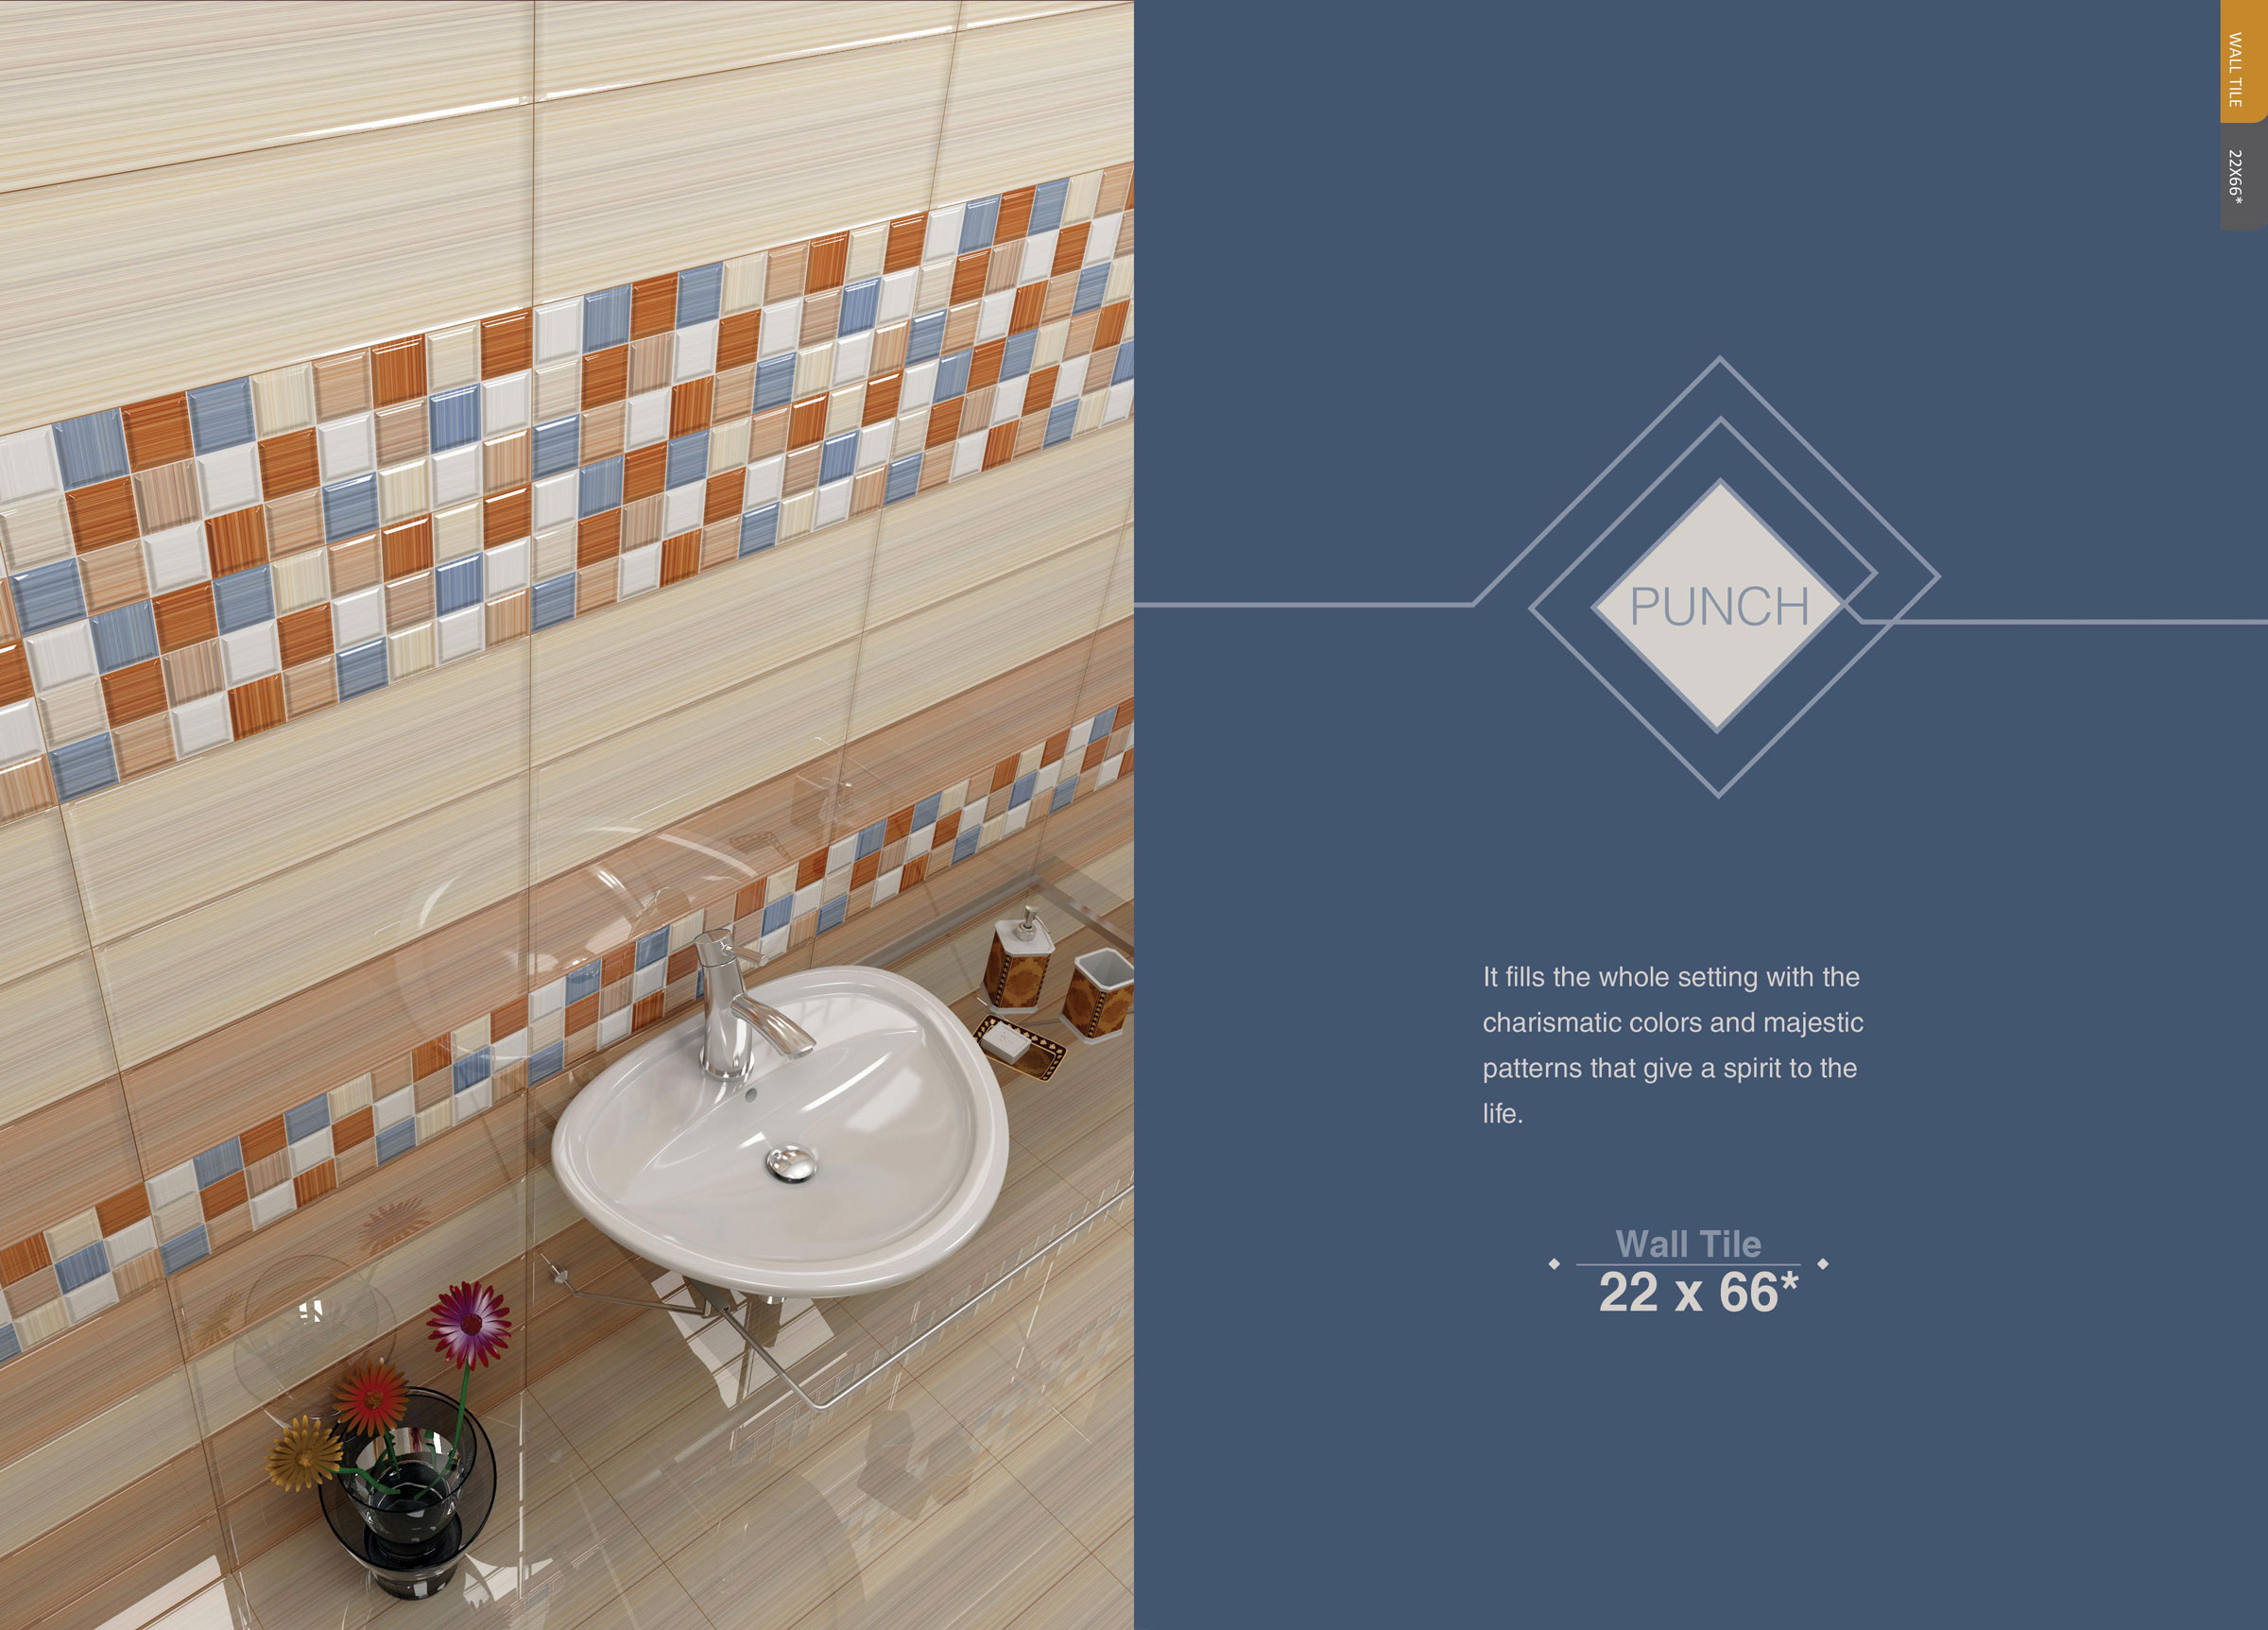 WALL TILE
22X66*
PUNCH
It fills the whole setting with the
charismatic colors and majestic
patterns that give a spirit to the
life.
Wall Tile
22 x 66*